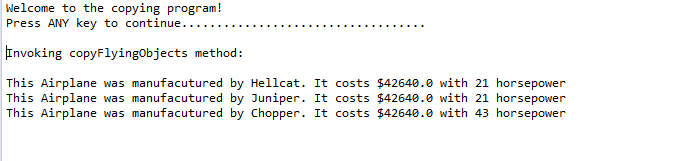 Welcome to the copying program!
Press ANY key to continue...................................
Invoking copyFlyingObjects method:
This Airplane was manufacutured by Hellcat. It costs $42640.0 with 21 horsepower
This Airplane was manufacutured by Juniper. It costs $42640.0 with 21 horsepower
This Airplane was manufacutured by Chopper. It costs $42640.0 with 43 horsepower